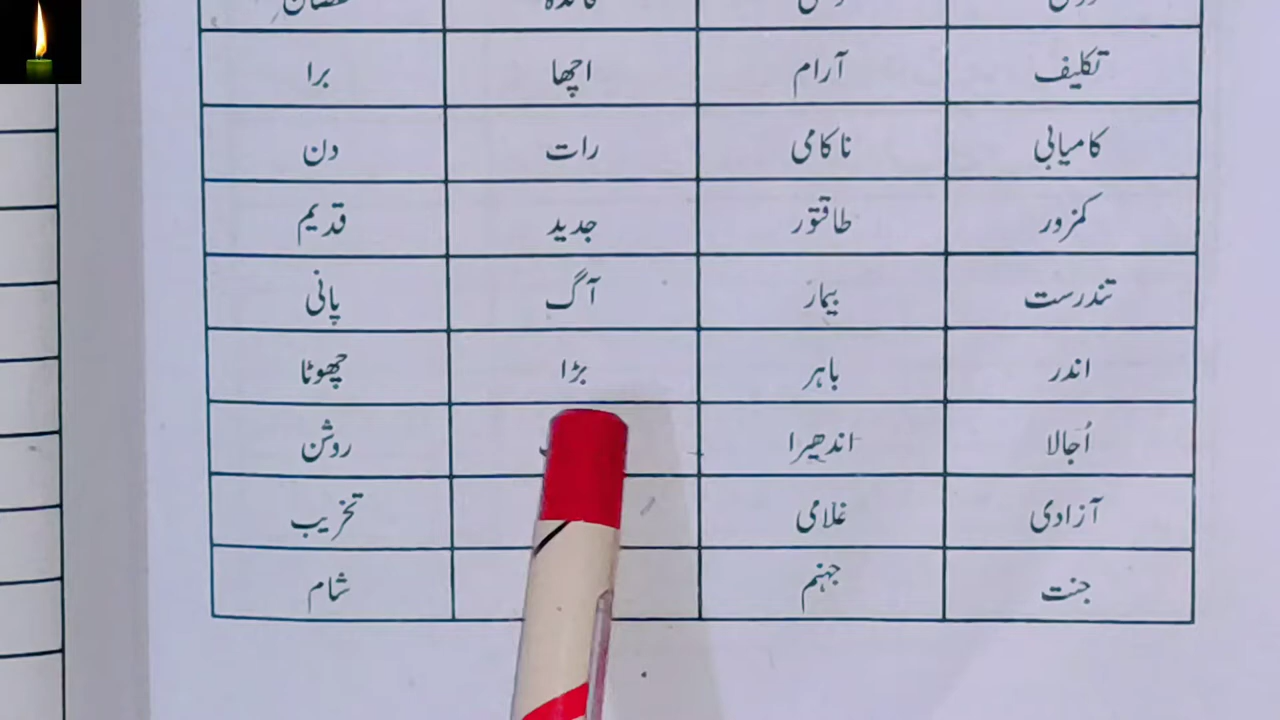 تکلیف آرام اچھا برا
کامیابی ناکامی رات دن
کمزور طاقتور جدید قدیم
تندرست بیمار آگ پانی
اندر باہر بڑا چھوٹا
اُجالا اندھیرا روشن
آزادی غلامی تخریب
جنت جہنم شام